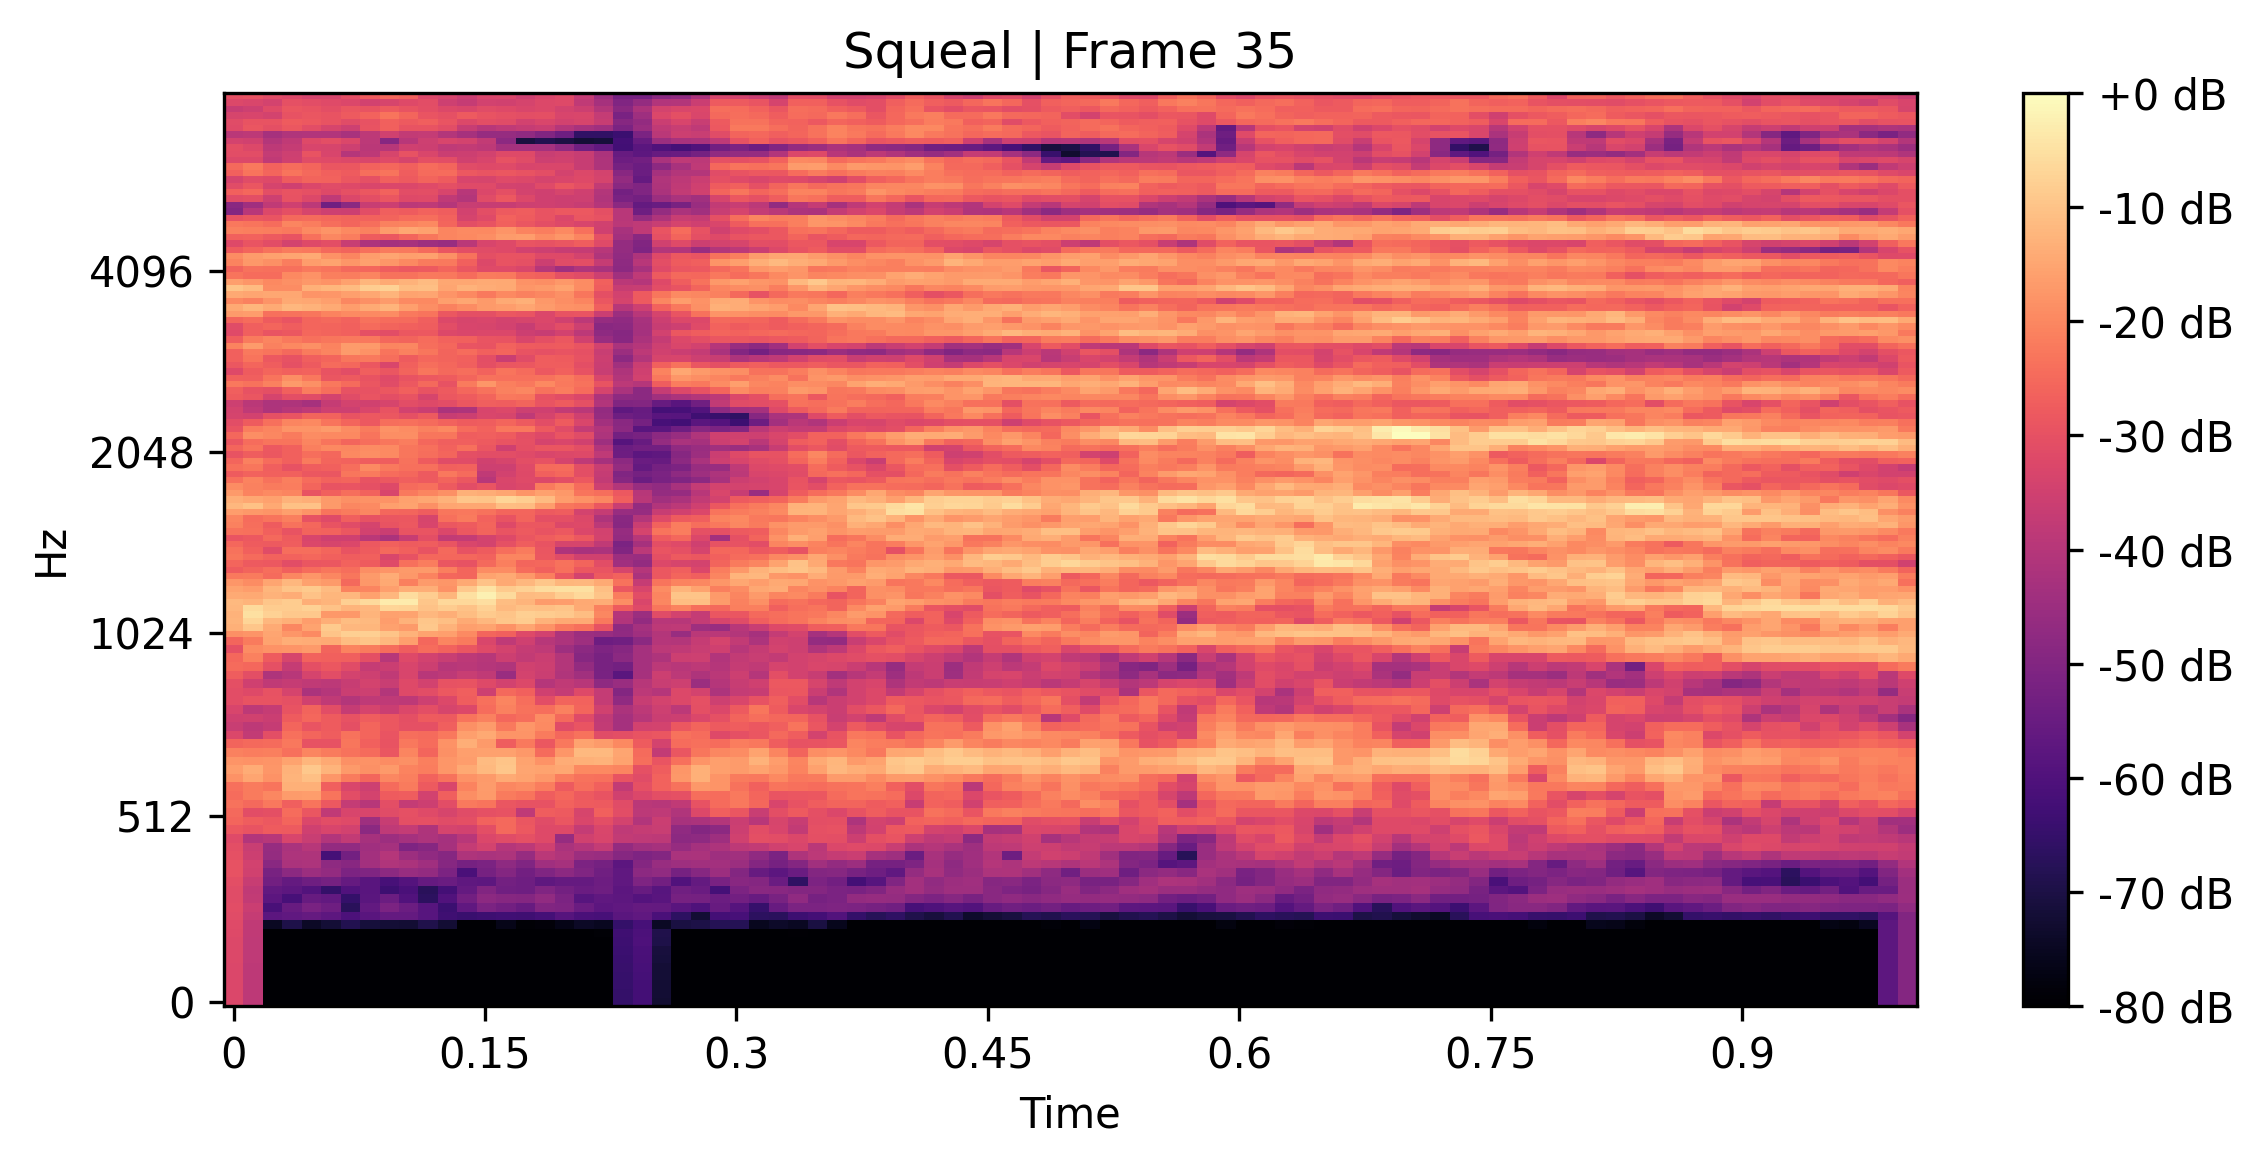 Squeal | Frame 35
+0 dB
-10 dB
-20 dB
-30 dB
-40 dB
-50 dB
-60 dB
-70 dB
-80 dB
Hz
4096
2048
1024
512
0
0 0.15 0.3 0.45 0.6 0.75 0.9
Time